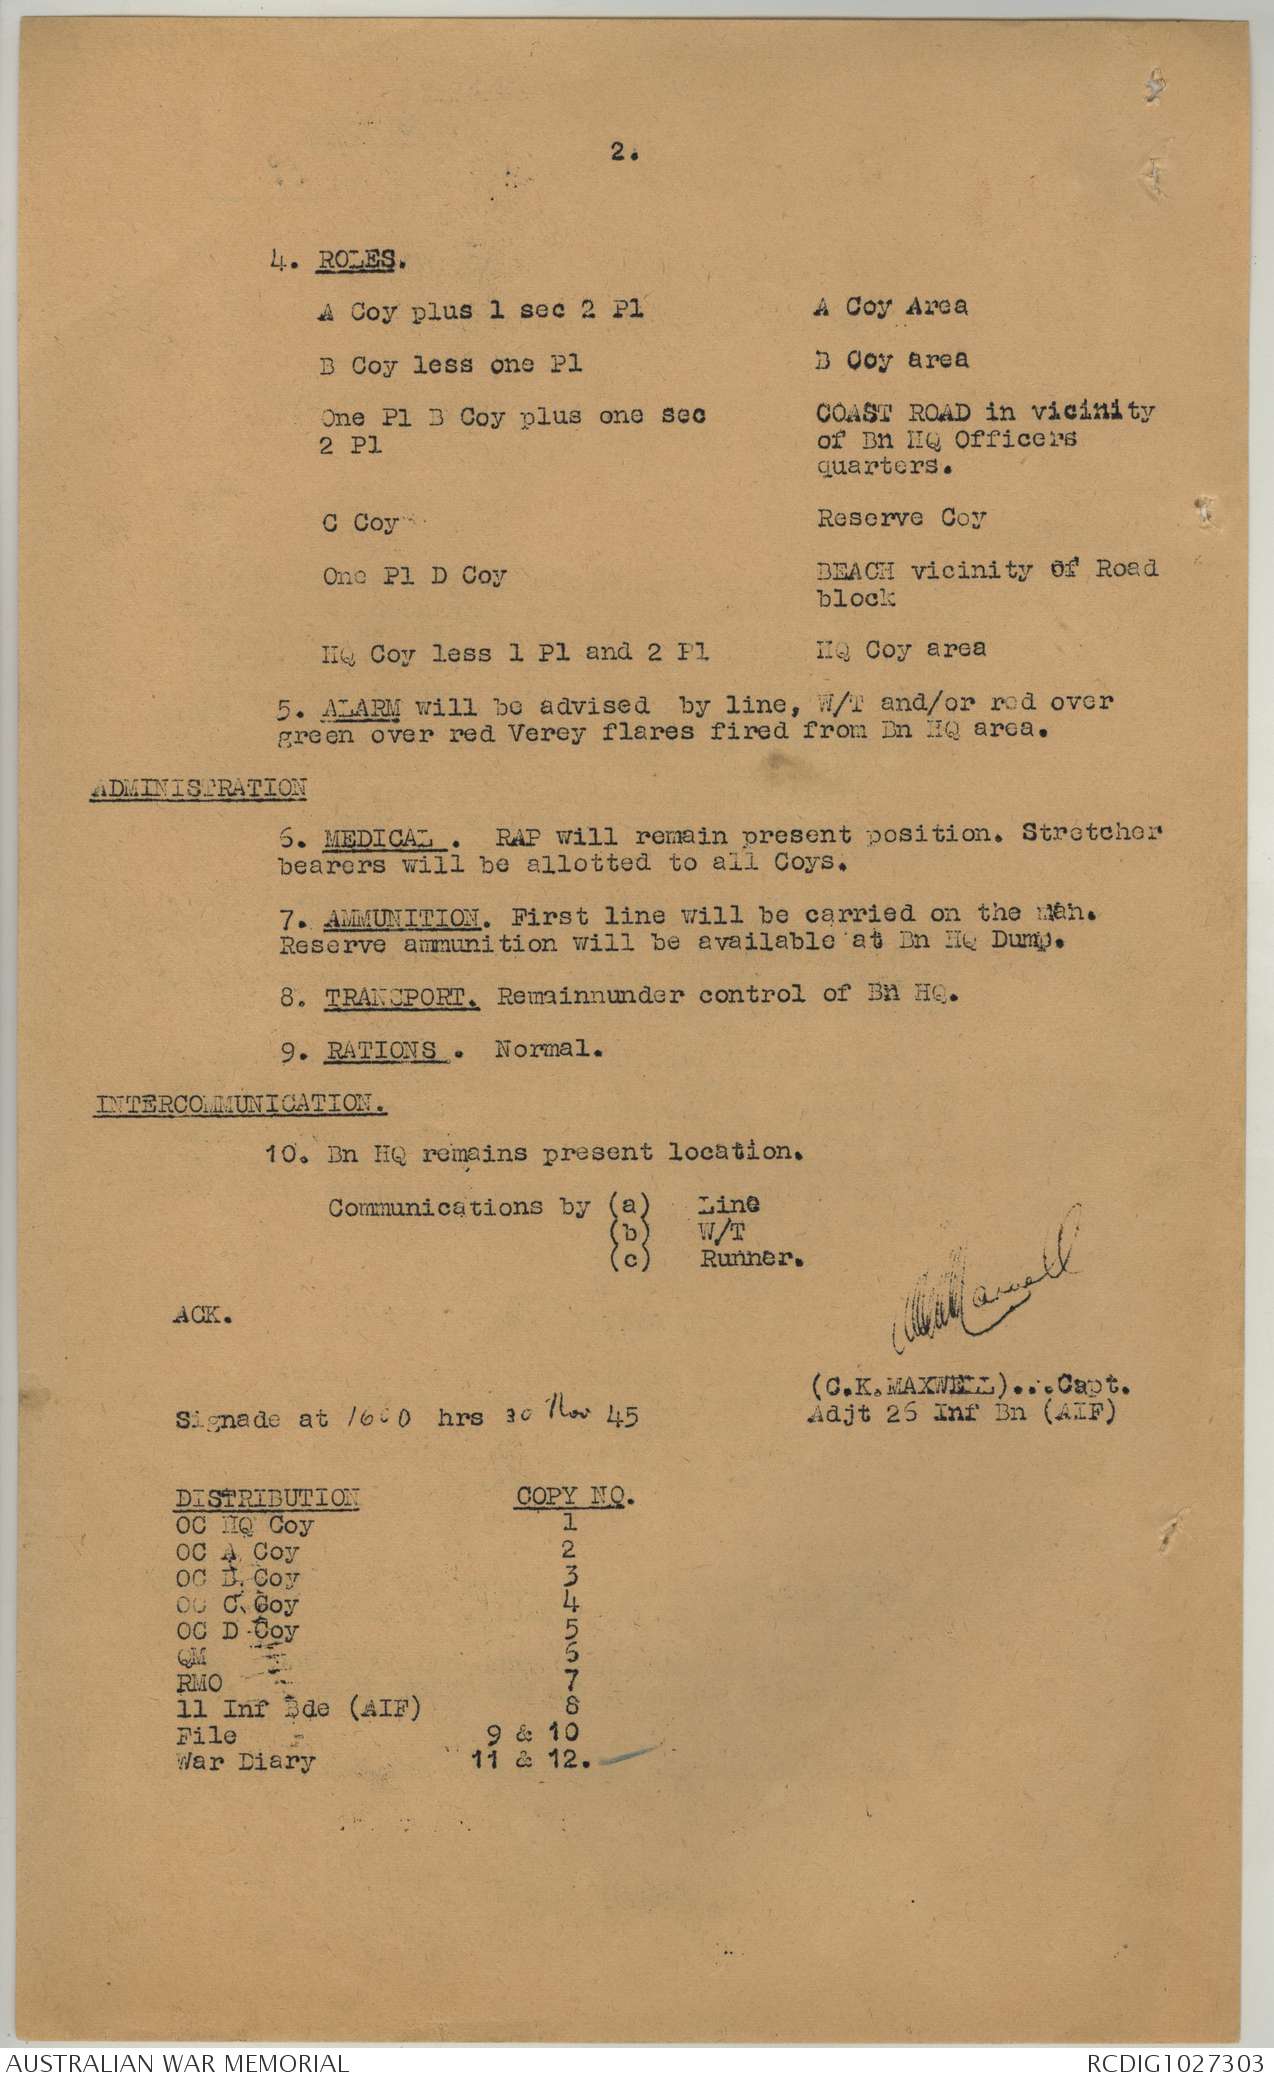 2.
4. ROLES.
A Coy plus 1 sec 2 Pl    A Coy Area
B Coy less one Pl    B Coy area
One Pl B Coy plus one sec    COAST ROAD in vicinity
2 Pl    of Bn HQ Officers
quarters.
C Coy    Reserve Coy
One Pl D Coy    BEACH vicinity of Road
block
HQ Coy less 1 Pl and 2 Pl    HQ Coy area
5. ALARM will be advised by line, W/T and/or red over
green over red Verey flares fired from Bn HQ area.
ADMINISTRATION
6. MEDICAL . RAP will remain present position. Stretcher
bearers will be allotted to all Coys.
7. AMMUNITION. First line will be carried on the man.
Reserve ammunition will be available at Bn HQ Dump.
8. TRANSPORT. Remainnunder control of Bn HQ.
9. RATIONS . Normal.
INTERCOMMUNICATION.
10. Bn HQ remains present location.
Communications by (a) Line
(b) W/T
(c) Runner.
ACK.
(C.K.MAXWELL)...Capt.
Signade at 1600 hrs 30 Nov 45    Adjt 26 Inf Bn (AIF)
DISTRIBUTION    COPY NO.
OC HQ Coy    1
OC A Coy    2
OC B Coy    3
OC C Coy    4
OC D Coy    5
QM    6
RMO    7
11 Inf Bde (AIF)    8
File    9 & 10
War Diary    11 & 12.
AUSTRALIAN WAR MEMORIAL    RCDIG1027303